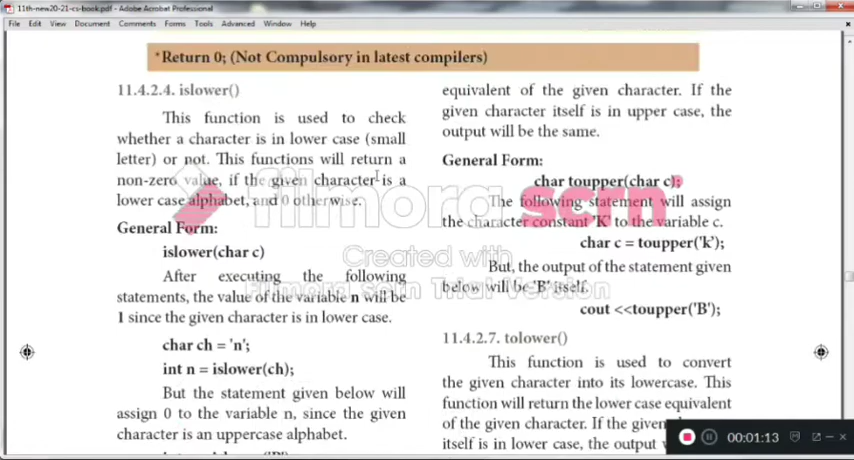 11th-new20-21-cs-book.pdf - Adobe Acrobat Professional
File Edit View Document Comments Forms Tools Advanced Window Help
*Return 0; (Not Compulsory in latest compilers)
11.4.2.4. islower()
This function is used to check
whether a character is in lower case (small
letter) or not. This functions will return a
non-zero value, if the given character is a
lower case alphabet, and 0 otherwise.
General Form:
islower(char c)
After executing the following
statements, the value of the variable n will be
1 since the given character is in lower case.
char ch = 'n';
int n = islower(ch);
But the statement given below will
assign 0 to the variable n, since the given
character is an uppercase alphabet.
equivalent of the given character. If the
given character itself is in upper case, the
output will be the same.
General Form:
char toupper(char c);
The following statement will assign
the character constant 'K' to the variable c.
char c = toupper('k');
But, the output of the statement given
below will be 'B' itself.
cout <<toupper('B');
11.4.2.7. tolower()
This function is used to convert
the given character into its lowercase. This
function will return the lower case equivalent
of the given character. If the given
itself is in lower case, the output
filmora scrn
Created with
Filmora scrn Trial Version
00:01:13